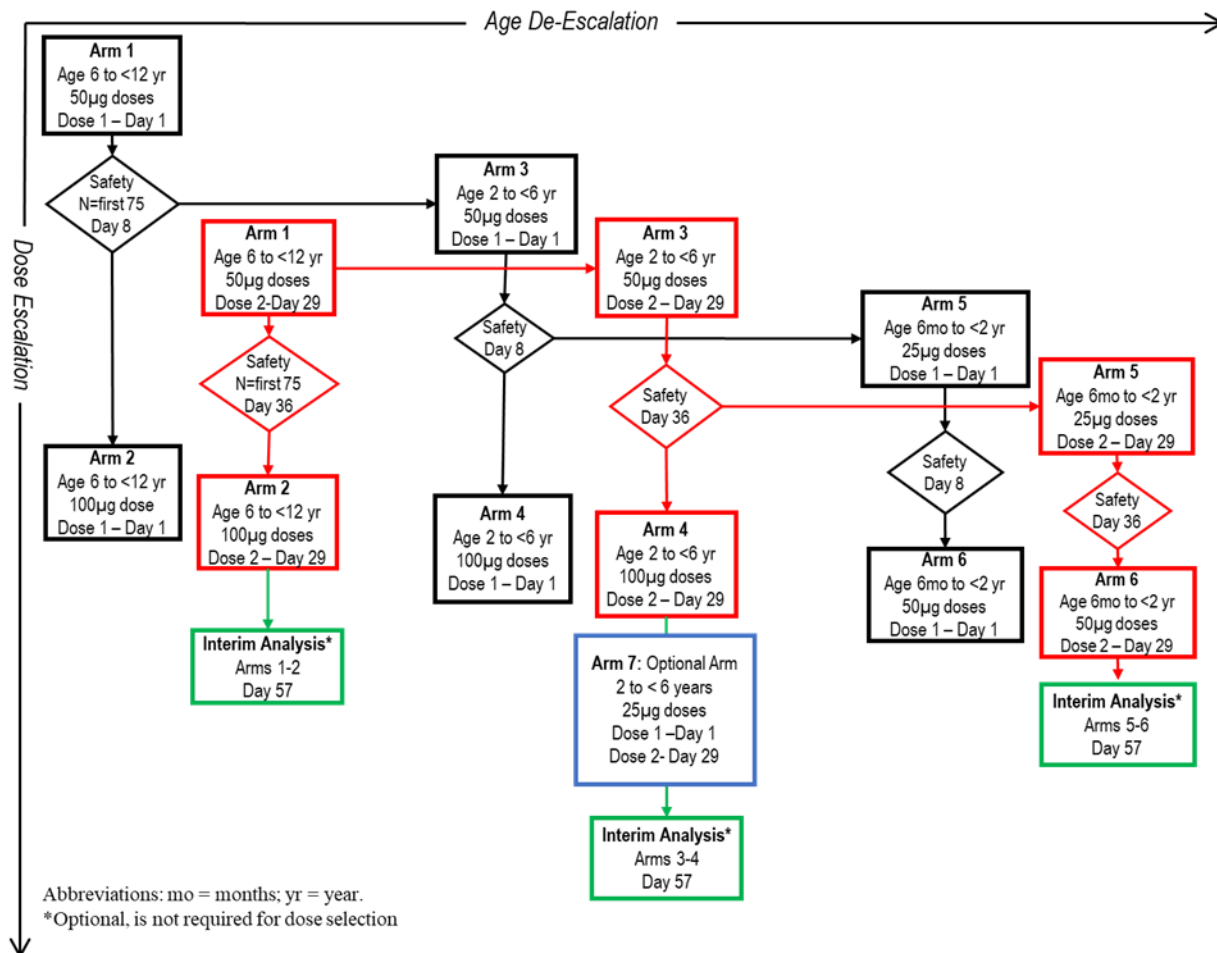 Age De-Escalation
Dose Escalation
Arm 1
Age 6 to <12 yr
50µg doses
Dose 1 – Day 1
Safety
N=first 75
Day 8
Arm 2
Age 6 to <12 yr
100µg dose
Dose 1 – Day 1
Arm 1
Age 6 to <12 yr
50µg doses
Dose 2-Day 29
Safety
N=first 75
Day 36
Arm 2
Age 6 to <12 yr
100µg doses
Dose 2 – Day 29
Interim Analysis*
Arms 1-2
Day 57
Arm 3
Age 2 to <6 yr
50µg doses
Dose 1 – Day 1
Safety
Day 8
Arm 4
Age 2 to <6 yr
100µg doses
Dose 1 – Day 1
Arm 3
Age 2 to <6 yr
50µg doses
Dose 2 – Day 29
Safety
Day 36
Arm 4
Age 2 to <6 yr
100µg doses
Dose 2 – Day 29
Arm 7: Optional Arm
2 to < 6 years
25µg doses
Dose 1 –Day 1
Dose 2- Day 29
Interim Analysis*
Arms 3-4
Day 57
Arm 5
Age 6mo to <2 yr
25µg doses
Dose 1 – Day 1
Safety
Day 8
Arm 6
Age 6mo to <2 yr
50µg doses
Dose 1 – Day 1
Arm 5
Age 6mo to <2 yr
25µg doses
Dose 2 – Day 29
Safety
Day 36
Arm 6
Age 6mo to <2 yr
50µg doses
Dose 2 – Day 29
Interim Analysis*
Arms 5-6
Day 57
Abbreviations: mo = months; yr = year.
*Optional, is not required for dose selection